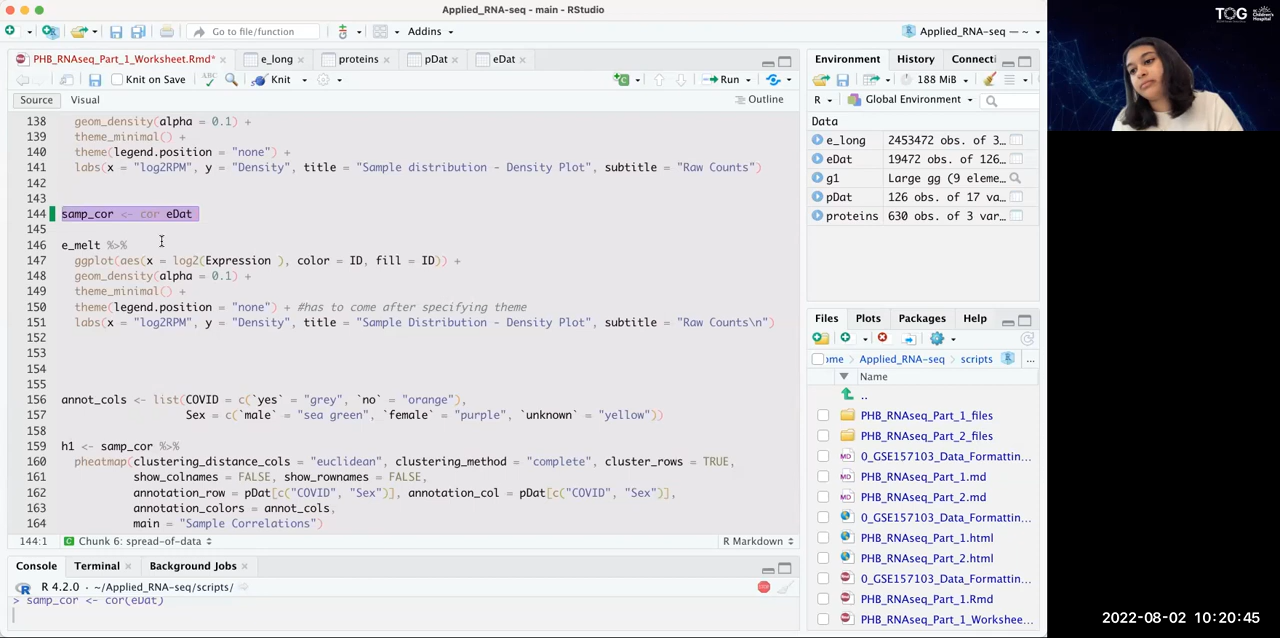 Applied_RNA-seq - main - RStudio
Go to file/function
Addins
Applied_RNA-seq — ~
PHB_RNAseq_Part_1_Worksheet.Rmd*
e_long
proteins
pDat
eDat
Knit on Save
ABC
Knit
Run
Source
Visual
Outline
138 geom_density(alpha = 0.1) +
139 theme_minimal() +
140 theme(legend.position = "none") +
141 labs(x = "log2RPM", y = "Density", title = "Sample distribution - Density Plot", subtitle = "Raw Counts")
142
143
144 samp_cor <- cor eDat
145
146 e_melt %>%
147 ggplot(aes(x = log2(Expression ), color = ID, fill = ID)) +
148 geom_density(alpha = 0.1) +
149 theme_minimal() +
150 theme(legend.position = "none") + #has to come after specifying theme
151 labs(x = "log2RPM", y = "Density", title = "Sample Distribution - Density Plot", subtitle = "Raw Counts\n")
152
153
154
155
156 annot_cols <- list(COVID = c(`yes` = "grey", `no` = "orange"),
157 Sex = c(`male` = "sea green", `female` = "purple", `unknown` = "yellow"))
158
159 h1 <- samp_cor %>%
160 pheatmap(clustering_distance_cols = "euclidean", clustering_method = "complete", cluster_rows = TRUE,
161 show_colnames = FALSE, show_rownames = FALSE,
162 annotation_row = pDat[c("COVID", "Sex")], annotation_col = pDat[c("COVID", "Sex")],
163 annotation_colors = annot_cols,
164 main = "Sample Correlations")
144:1
Chunk 6: spread-of-data
R Markdown
Console
Terminal
Background Jobs
R 4.2.0 · ~/Applied_RNA-seq/scripts/
> samp_cor <- cor(eDat)
Environment
History
Connecti
188 MiB
R
Global Environment
Data
e_long 2453472 obs. of 3…
eDat 19472 obs. of 126…
g1 Large gg (9 eleme…
pDat 126 obs. of 17 va…
proteins 630 obs. of 3 var…
Files
Plots
Packages
Help
ome
Applied_RNA-seq
scripts
…
Name
..
PHB_RNAseq_Part_1_files
PHB_RNAseq_Part_2_files
0_GSE157103_Data_Formattin…
PHB_RNAseq_Part_1.md
PHB_RNAseq_Part_2.md
0_GSE157103_Data_Formattin…
PHB_RNAseq_Part_1.html
PHB_RNAseq_Part_2.html
0_GSE157103_Data_Formattin…
PHB_RNAseq_Part_1.Rmd
PHB_RNAseq_Part_1_Workshee…
TOG
Children's
Hospital
2022-08-02 10:20:45